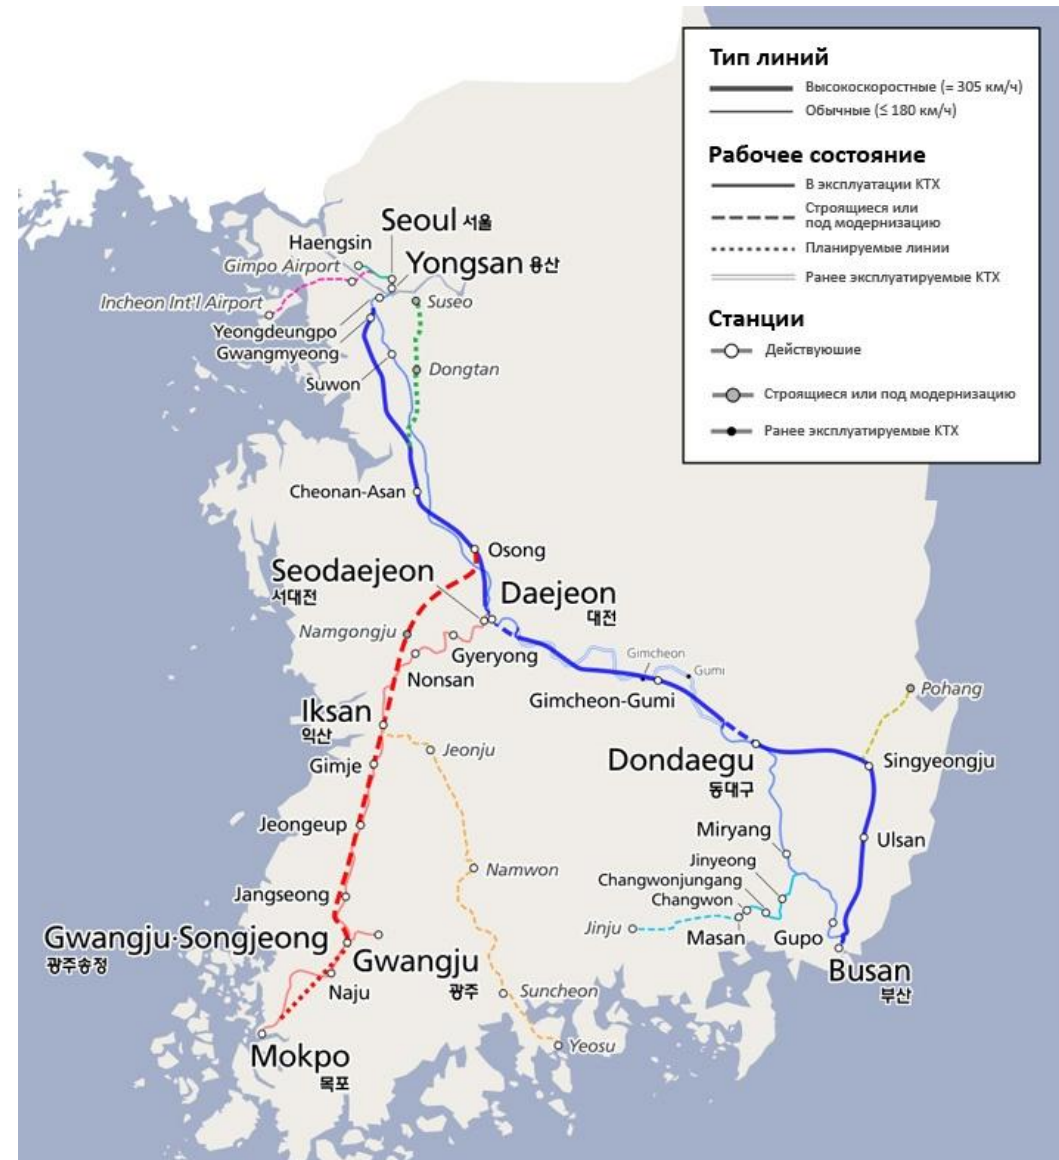 Тип линий
Высокоскоростные (= 305 км/ч)
Обычные (≤ 180 км/ч)
Рабочее состояние
В эксплуатации КТХ
Строящиеся или
под модернизацию
Планируемые линии
Ранее эксплуатируемые КТХ
Станции
Действуюшие
Строящиеся или под модернизацию
Ранее эксплуатируемые КТХ
Seoul 서울
Haengsin
Gimpo Airport
Yongsan 용산
Incheon Int'l Airport
Suseo
Yeongdeungpo
Gwangmyeong
Suwon
Dongtan
Cheonan-Asan
Osong
Seodaejeon
서대전
Daejeon
대전
Namgongju
Gyeryong
Nonsan
Gimcheon
Gumi
Gimcheon-Gumi
Pohang
Iksan
익산
Jeonju
Gimje
Dondaegu
동대구
Singyeongju
Jeongeup
Miryang
Ulsan
Jinyeong
Namwon
Changwonjungang
Changwon
Jangseong
Jinju
Masan
Gupo
Gwangju·Songjeong
광주송정
Gwangju
광주
Busan
부산
Naju
Suncheon
Mokpo
목포
Yeosu